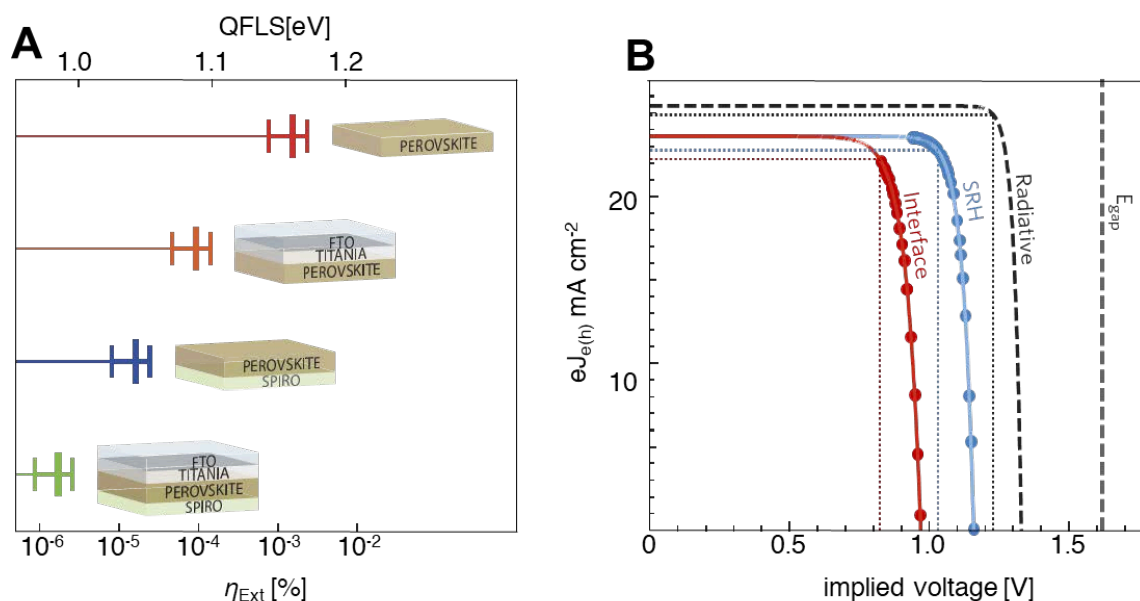 A
QFLS[eV]
1.0 1.1 1.2
PEROVSKITE
FTO
TITANIA
PEROVSKITE
PEROVSKITE
SPIRO
FTO
TITANIA
PEROVSKITE
SPIRO
10⁻⁶ 10⁻⁵ 10⁻⁴ 10⁻³ 10⁻²
ηExt [%]
B
eJe(h) mA cm⁻²
20
10
Interface
SRH
Radiative
Egap
0 0.5 1.0 1.5
implied voltage [V]